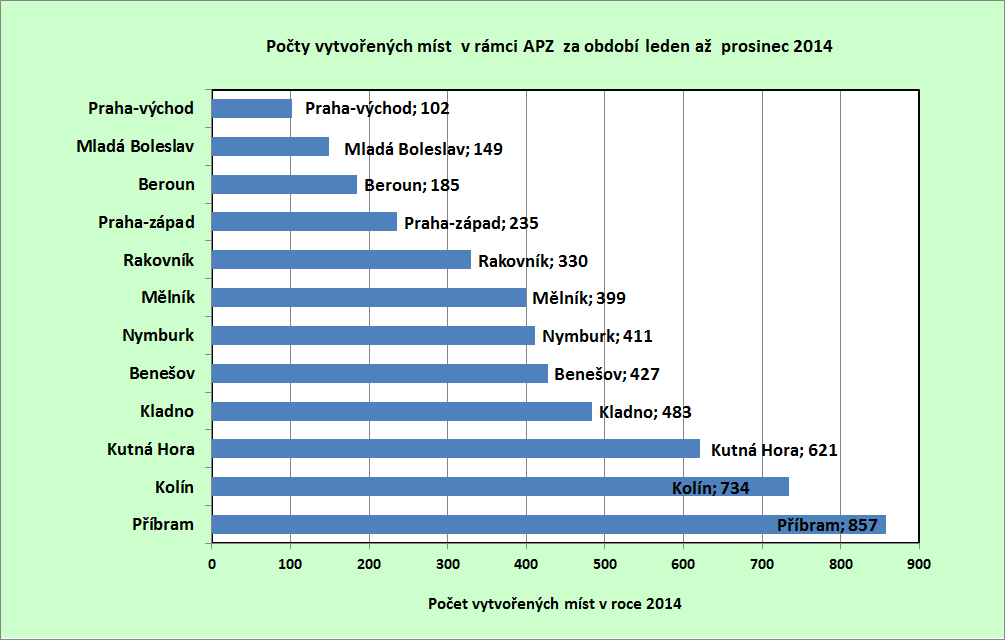 Počty vytvořených míst v rámci APZ za období leden až prosinec 2014
Praha-východ
Praha-východ; 102
Mladá Boleslav
Mladá Boleslav; 149
Beroun
Beroun; 185
Praha-západ
Praha-západ; 235
Rakovník
Rakovník; 330
Mělník
Mělník; 399
Nymburk
Nymburk; 411
Benešov
Benešov; 427
Kladno
Kladno; 483
Kutná Hora
Kutná Hora; 621
Kolín
Kolín; 734
Příbram
Příbram; 857
0 100 200 300 400 500 600 700 800 900
Počet vytvořených míst v roce 2014